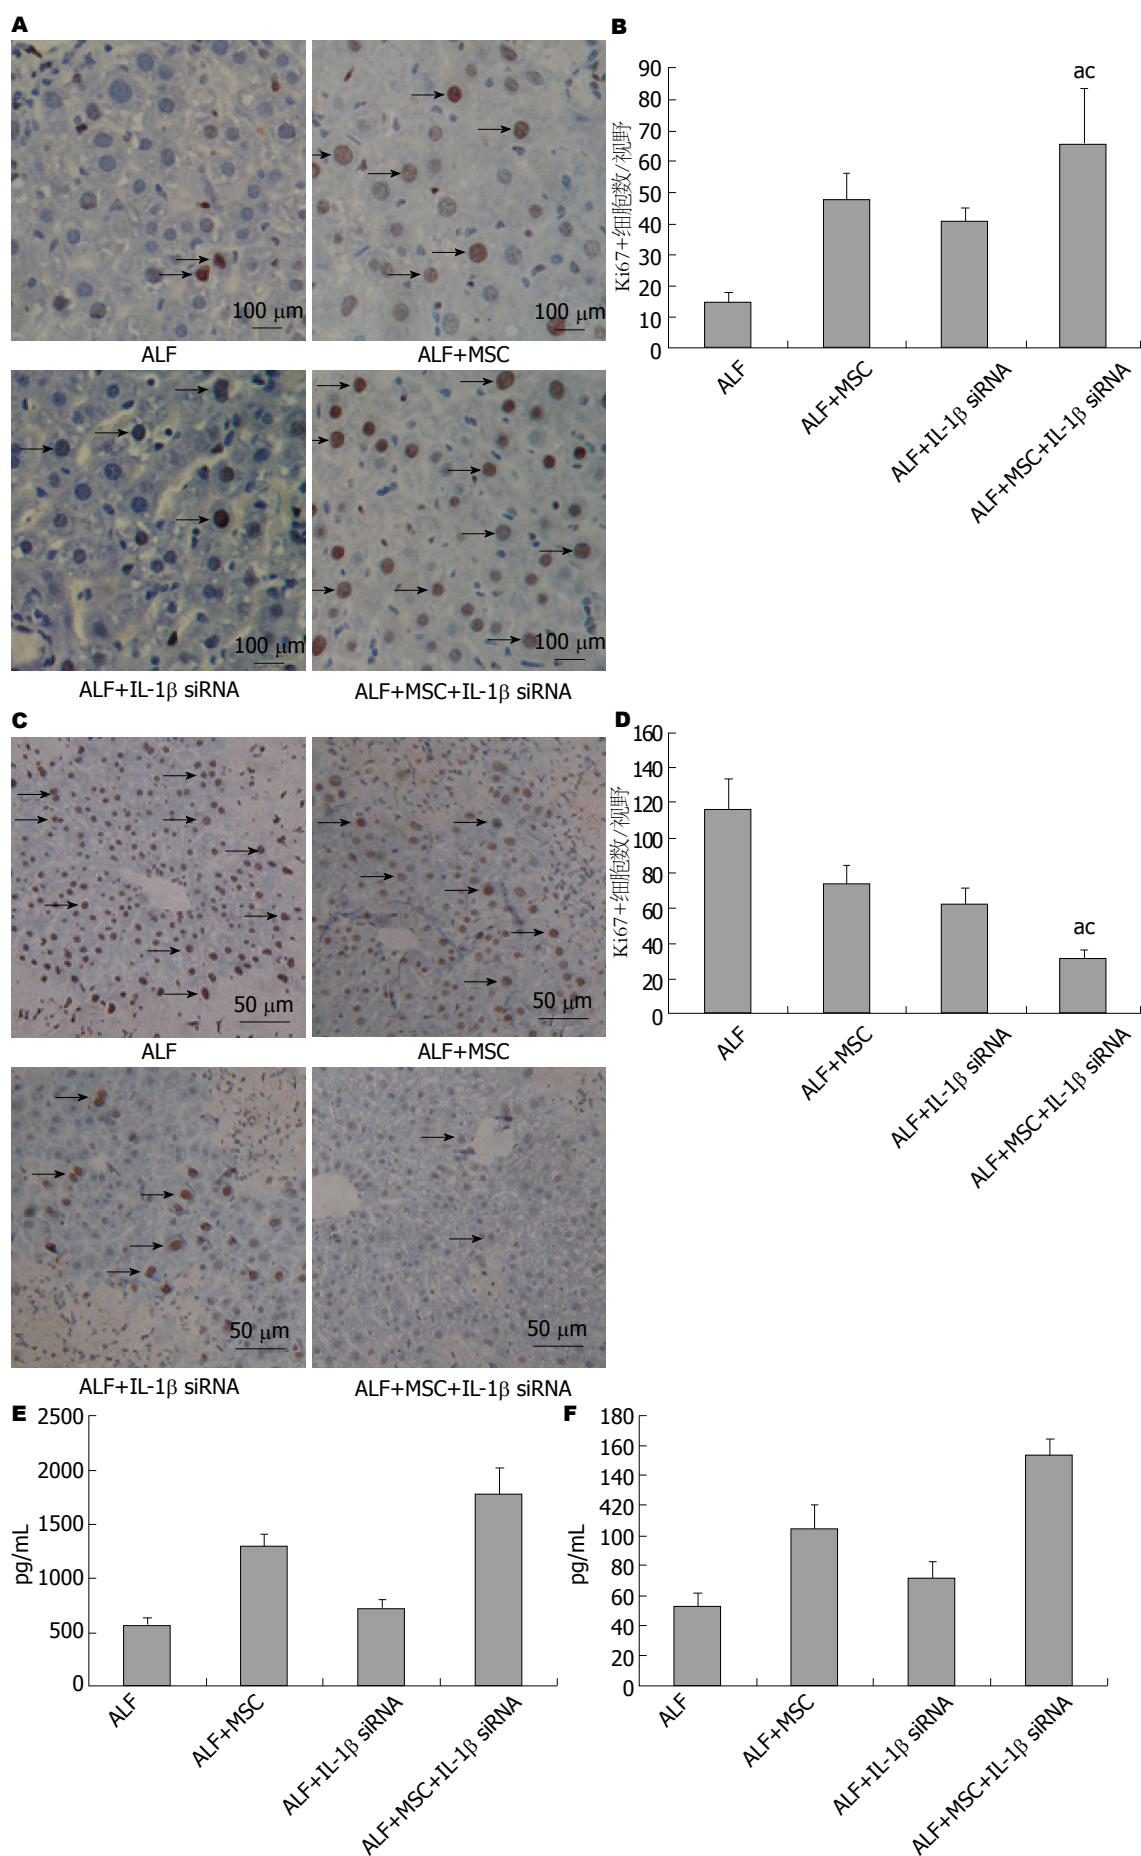 A
100 μm
100 μm
ALF
ALF+MSC
100 μm
100 μm
ALF+IL-1β siRNA
ALF+MSC+IL-1β siRNA
B
Ki67+细胞数/视野
90
80
70
60
50
40
30
20
10
0
ac
ALF
ALF+MSC
ALF+IL-1β siRNA
ALF+MSC+IL-1β siRNA
C
50 μm
50 μm
ALF
ALF+MSC
50 μm
50 μm
ALF+IL-1β siRNA
ALF+MSC+IL-1β siRNA
D
Ki67+细胞数/视野
160
140
120
100
80
60
40
20
0
ac
ALF
ALF+MSC
ALF+IL-1β siRNA
ALF+MSC+IL-1β siRNA
E
pg/mL
2500
2000
1500
1000
500
0
ALF
ALF+MSC
ALF+IL-1β siRNA
ALF+MSC+IL-1β siRNA
F
pg/mL
180
160
140
420
100
80
60
40
20
0
ALF
ALF+MSC
ALF+IL-1β siRNA
ALF+MSC+IL-1β siRNA